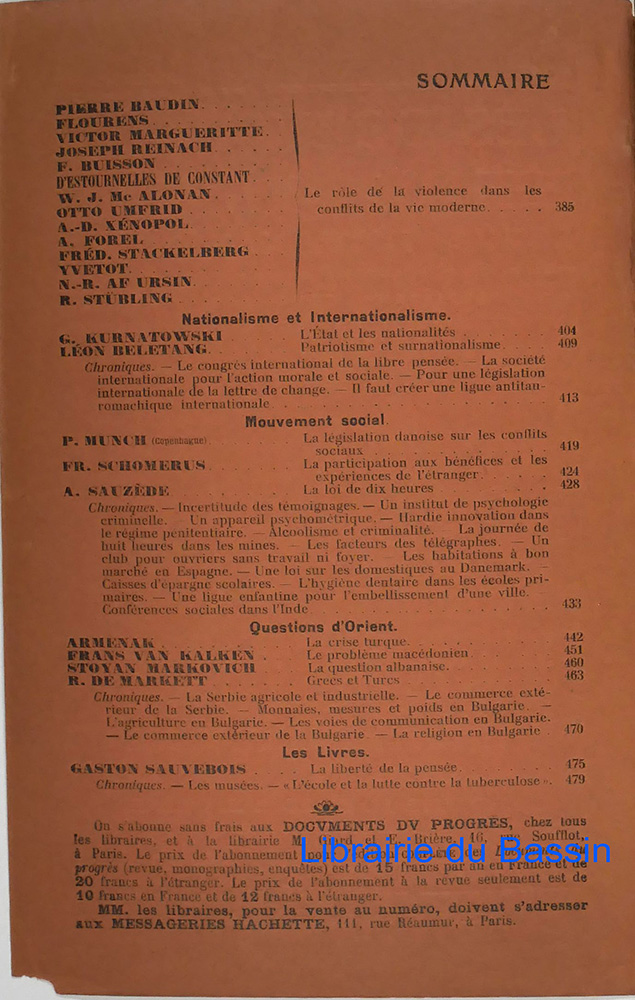 SOMMAIRE
PIERRE BAUDIN. . . . . . .
FLOURENS. . . . . . . . . .
VICTOR MARGUERITTE. . .
JOSEPH REINACH . . . . . .
F. BUISSON . . . . . . . . .
D'ESTOURNELLES DE CONSTANT. . .
W. J. Mc ALONAN. . . . . . Le rôle de la violence dans les
OTTO UMFRID . . . . . . . conflits de la vie moderne. . . . . 385
A.-D. XÉNOPOL. . . . . . .
A. FOREL . . . . . . . . . .
FRÉD. STACKELBERG . . .
YVETOT. . . . . . . . . . .
N.-R. AF URSIN. . . . . . .
R. STÜBLING . . . . . . . .
Nationalisme et Internationalisme.
G. KURNATOWSKI . . . . L'État et les nationalités . . . . . . . 404
LÉON BELETANG. . . . . Patriotisme et surnationalisme. . . . 409
Chroniques. — Le congrès international de la libre pensée. — La société
internationale pour l'action morale et sociale. — Pour une législation
internationale de la lettre de change. — Il faut créer une ligue antitau-
romachique internationale. . . . . . . . . . . . . . . . . 413
Mouvement social.
P. MUNCH (Copenhague) . . . . La législation danoise sur les conflits
sociaux . . . . . . . . . . . . . 419
FR. SCHOMERUS . . . . . La participation aux bénéfices et les
expériences de l'étranger. . . . . . 424
A. SAUZÈDE . . . . . . . La loi de dix heures . . . . . . . . 428
Chroniques. — Incertitude des témoignages. — Un institut de psychologie
criminelle. — Un appareil psychométrique. — Hardie innovation dans
le régime pénitentiaire. — Alcoolisme et criminalité. — La journée de
huit heures dans les mines. — Les facteurs des télégraphes. — Un
club pour ouvriers sans travail ni foyer. — Les habitations à bon
marché en Espagne. — Une loi sur les domestiques au Danemark. —
Caisses d'épargne scolaires. — L'hygiène dentaire dans les écoles pri-
maires. — Une ligue enfantine pour l'embellissement d'une ville. —
Conférences sociales dans l'Inde. . . . . . . . . . . . . . 433
Questions d'Orient.
ARMENAK . . . . . . . . La crise turque. . . . . . . . . . . 442
FRANS VAN KALKEN . . Le problème macédonien. . . . . . . 451
STOYAN MARKOVICH . . La question albanaise. . . . . . . . 460
R. DE MARKETT . . . . . Grecs et Turcs . . . . . . . . . . . 463
Chroniques. — La Serbie agricole et industrielle. — Le commerce exté-
rieur de la Serbie. — Monnaies, mesures et poids en Bulgarie. —
L'agriculture en Bulgarie. — Les voies de communication en Bulgarie.
— Le commerce extérieur de la Bulgarie. — La religion en Bulgarie . 470
Les Livres.
GASTON SAUVEBOIS . . . . La liberté de la pensée. . . . . . . . 475
Chroniques. — Les musées. — « L'école et la lutte contre la tuberculose ». 479
On s'abonne sans frais aux DOCVMENTS DV PROGRES, chez tous
les libraires, et à la librairie M. Giard et E. Brière, 16, rue Soufflot,
à Paris. Le prix de l'abonnement
progrès (revue, monographies, enquêtes) est de 15 francs par an en France et de
20 francs à l'étranger. Le prix de l'abonnement à la revue seulement est de
10 francs en France et de 12 francs à l'étranger.
MM. les libraires, pour la vente au numéro, doivent s'adresser
aux MESSAGERIES HACHETTE, 111, rue Réaumur, à Paris.
Librairie du Bassin